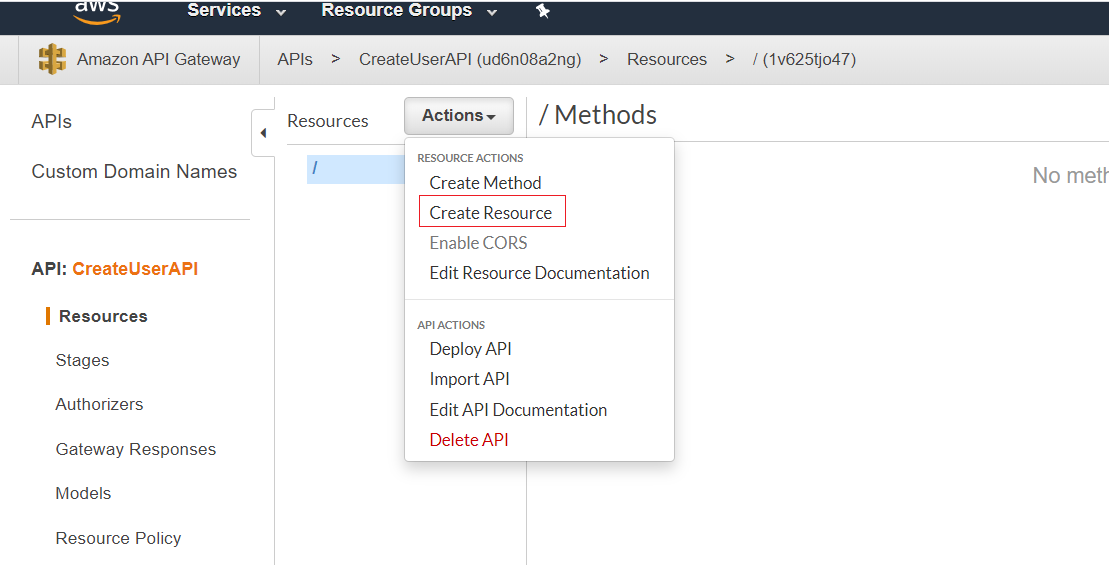 aws Services Resource Groups
Amazon API Gateway APIs > CreateUserAPI (ud6n08a2ng) > Resources > / (1v625tjo47)
APIs
Custom Domain Names
API: CreateUserAPI
Resources
Stages
Authorizers
Gateway Responses
Models
Resource Policy
Resources
Actions
/
RESOURCE ACTIONS
Create Method
Create Resource
Enable CORS
Edit Resource Documentation
API ACTIONS
Deploy API
Import API
Edit API Documentation
Delete API
/ Methods
No meth